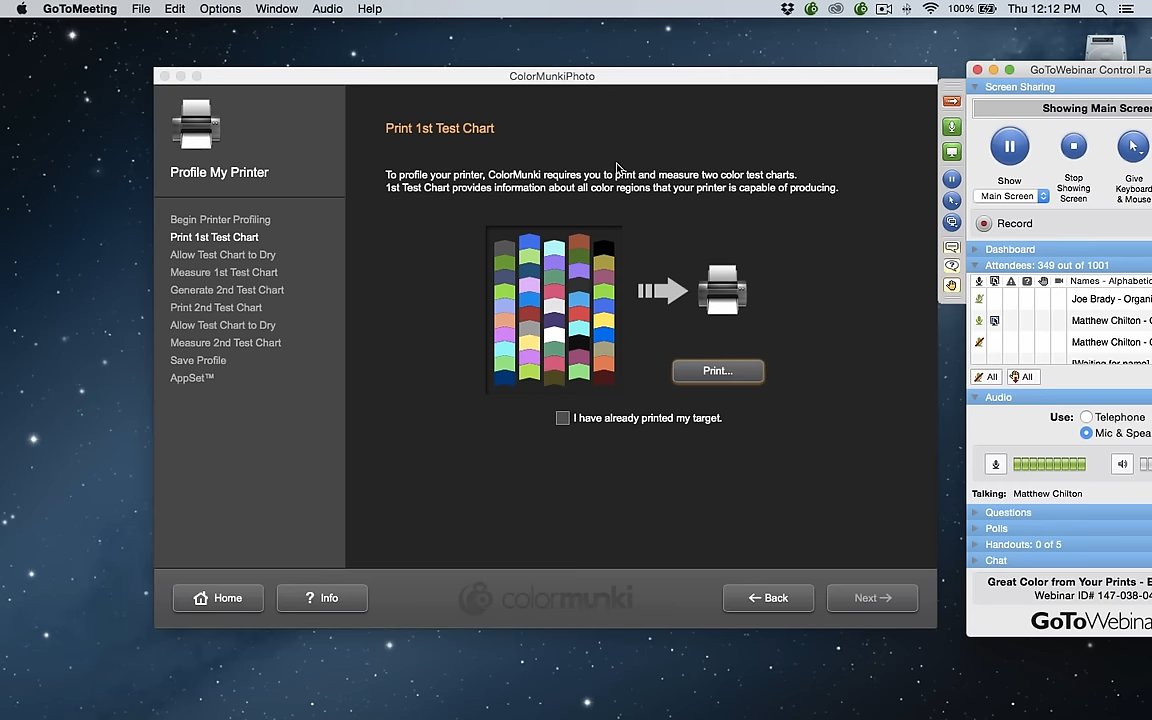 GoToMeeting File Edit Options Window Audio Help 100% Thu 12:12 PM
ColorMunkiPhoto
Profile My Printer
Begin Printer Profiling
Print 1st Test Chart
Allow Test Chart to Dry
Measure 1st Test Chart
Generate 2nd Test Chart
Print 2nd Test Chart
Allow Test Chart to Dry
Measure 2nd Test Chart
Save Profile
AppSet™
Print 1st Test Chart
To profile your printer, ColorMunki requires you to print and measure two color test charts.
1st Test Chart provides information about all color regions that your printer is capable of producing.
Print...
I have already printed my target.
Home
? Info
colormunki
Back
Next
GoToWebinar Control Pa
Screen Sharing
Showing Main Screen
Show
Main Screen
Stop
Showing
Screen
Give
Keyboard
& Mouse
Record
Dashboard
Attendees: 349 out of 1001
Names - Alphabetic
Joe Brady - Organi
Matthew Chilton - O
Matthew Chilton -
[Waiting for name]
All
All
Audio
Use: Telephone
Mic & Spea
Talking: Matthew Chilton
Questions
Polls
Handouts: 0 of 5
Chat
Great Color from Your Prints -
Webinar ID# 147-038-04
GoToWebina